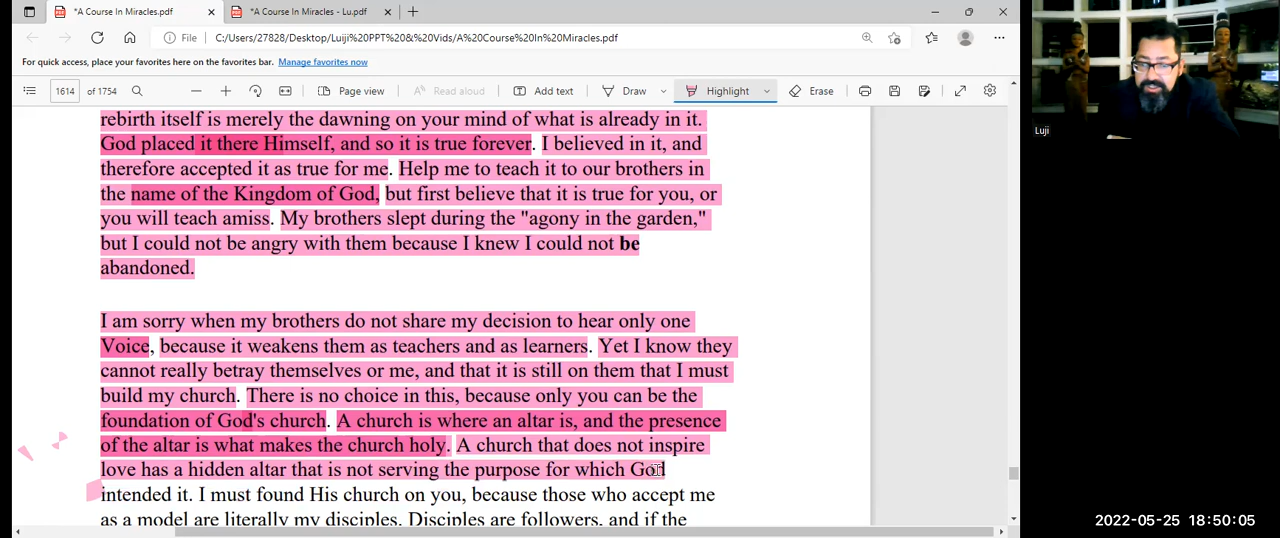 *A Course In Miracles.pdf
*A Course In Miracles - Lu.pdf
File
C:/Users/27828/Desktop/Luiji%20PPT%20&%20Vids/A%20Course%20In%20Miracles.pdf
For quick access, place your favorites here on the favorites bar. Manage favorites now
1614 of 1754
Page view
Read aloud
Add text
Draw
Highlight
Erase
rebirth itself is merely the dawning on your mind of what is already in it.
God placed it there Himself, and so it is true forever. I believed in it, and
therefore accepted it as true for me. Help me to teach it to our brothers in
the name of the Kingdom of God, but first believe that it is true for you, or
you will teach amiss. My brothers slept during the "agony in the garden,"
but I could not be angry with them because I knew I could not be
abandoned.
I am sorry when my brothers do not share my decision to hear only one
Voice, because it weakens them as teachers and as learners. Yet I know they
cannot really betray themselves or me, and that it is still on them that I must
build my church. There is no choice in this, because only you can be the
foundation of God's church. A church is where an altar is, and the presence
of the altar is what makes the church holy. A church that does not inspire
love has a hidden altar that is not serving the purpose for which God
intended it. I must found His church on you, because those who accept me
as a model are literally my disciples. Disciples are followers, and if the
Luji
2022-05-25 18:50:05